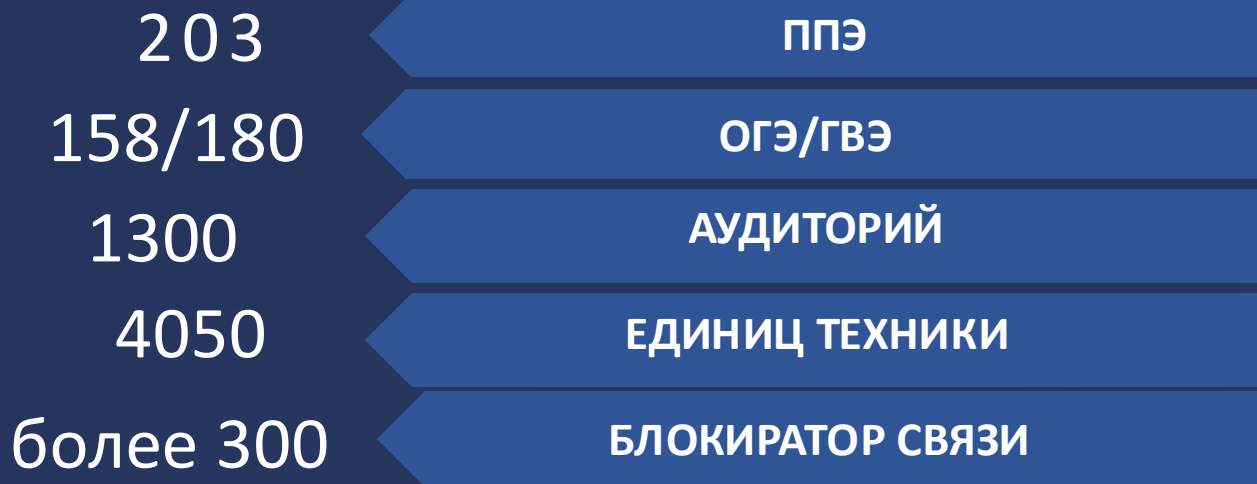 203 ППЭ
158/180 ОГЭ/ГВЭ
1300 АУДИТОРИЙ
4050 ЕДИНИЦ ТЕХНИКИ
более 300 БЛОКИРАТОР СВЯЗИ